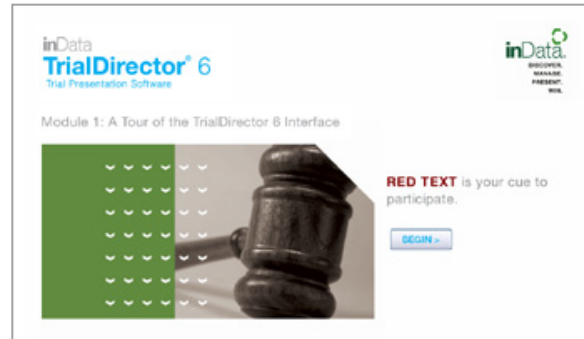 inData
TrialDirector® 6
Trial Presentation Software
inData.
DISCOVER.
MANAGE.
PRESENT.
WIN.
Module 1: A Tour of the TrialDirector 6 Interface
RED TEXT is your cue to
participate.
BEGIN >